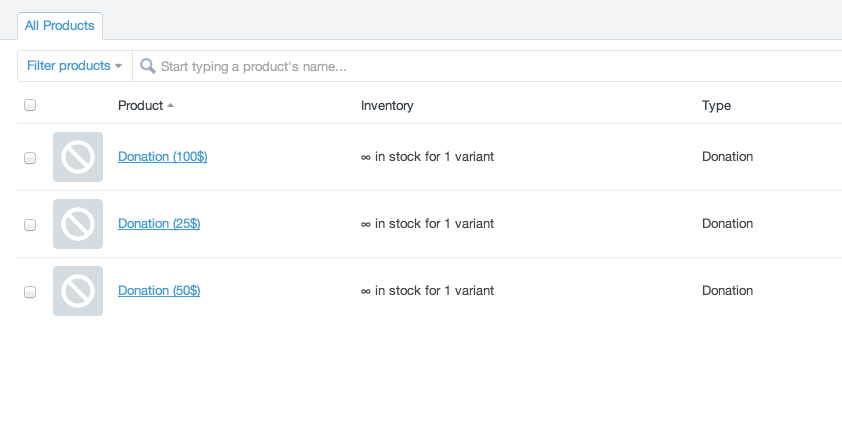 All Products
Filter products
Start typing a product's name...
Product Inventory Type
Donation (100$) ∞ in stock for 1 variant Donation
Donation (25$) ∞ in stock for 1 variant Donation
Donation (50$) ∞ in stock for 1 variant Donation